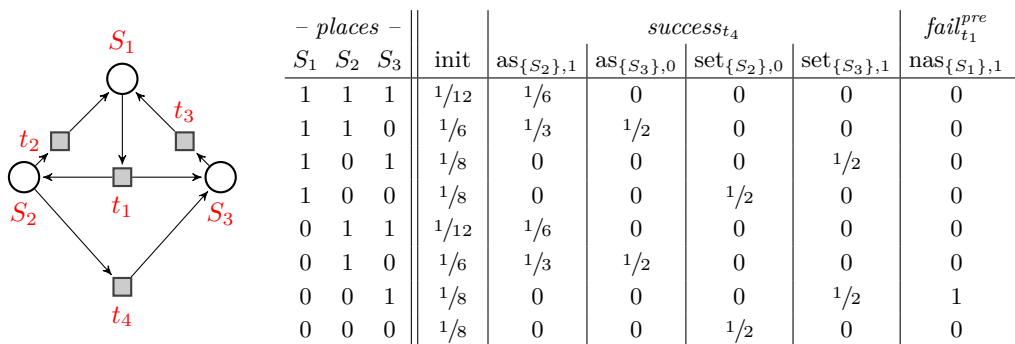 S₁
t₃
t₂
S₂
t₁
S₃
t₄
– places – success_{t₄} fail^{pre}_{t₁}
S₁ S₂ S₃ init as_{{S₂},1} as_{{S₃},0} set_{{S₂},0} set_{{S₃},1} nas_{{S₁},1}
1 1 1 1/12 1/6 0 0 0 0
1 1 0 1/6 1/3 1/2 0 0 0
1 0 1 1/8 0 0 0 1/2 0
1 0 0 1/8 0 0 1/2 0 0
0 1 1 1/12 1/6 0 0 0 0
0 1 0 1/6 1/3 1/2 0 0 0
0 0 1 1/8 0 0 0 1/2 1
0 0 0 1/8 0 0 1/2 0 0